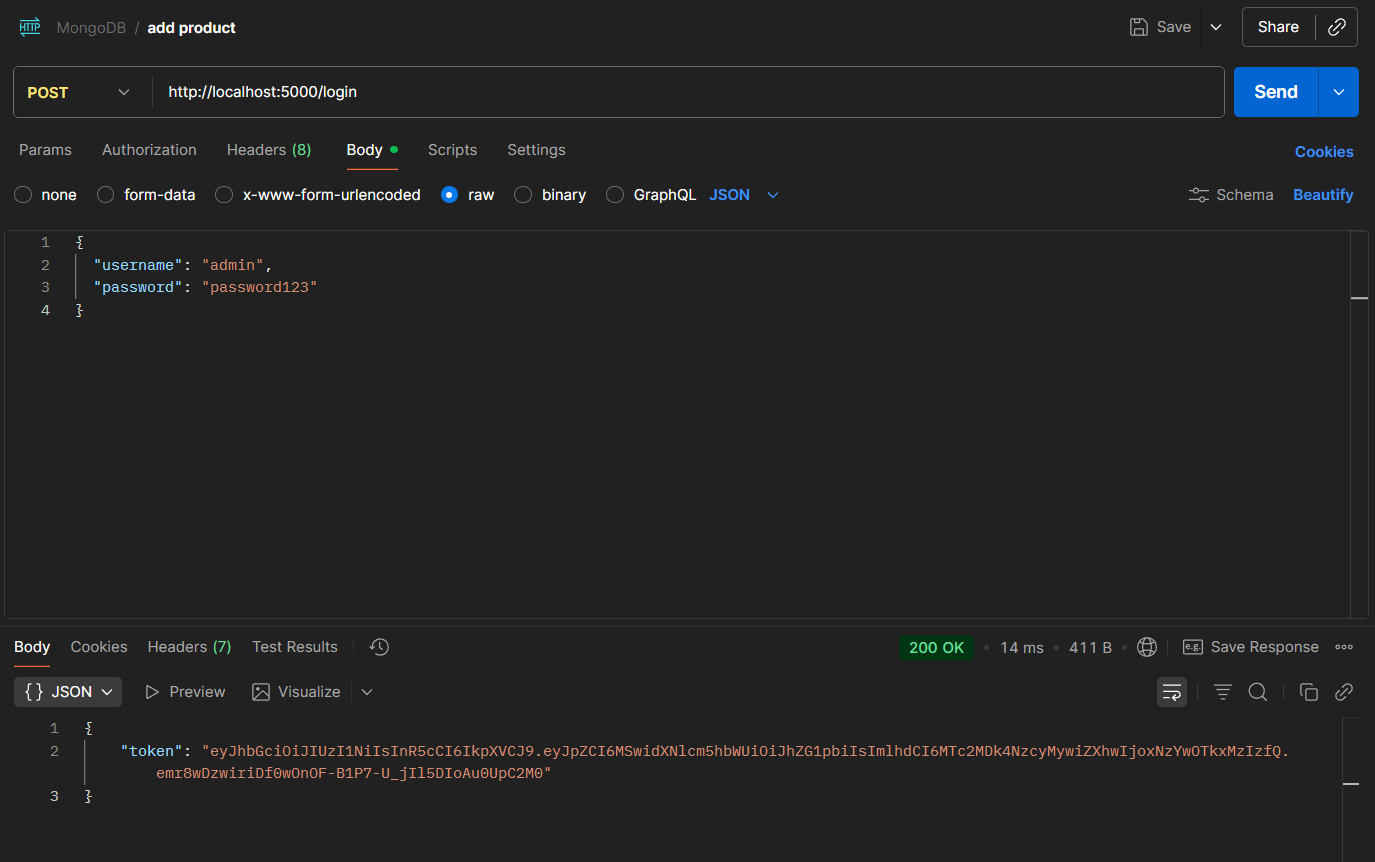 HTTP MongoDB / add product Save Share
POST http://localhost:5000/login Send
Params Authorization Headers (8) Body Scripts Settings Cookies
none form-data x-www-form-urlencoded raw binary GraphQL JSON Schema Beautify
1 {
2 "username": "admin",
3 "password": "password123"
4 }
Body Cookies Headers (7) Test Results 200 OK 14 ms 411 B e.g. Save Response
{} JSON Preview Visualize
1 {
2 "token": "eyJhbGciOiJIUzI1NiIsInR5cCI6IkpXVCJ9.eyJpZCI6MSwidXNlcm5hbWUiOiJhZG1pbiIsImlhdCI6MTc2MDk4NzcyMywiZXhwIjoxNzYwOTkxMzIzfQ.
emr8wDzwiriDf0wOnOF-B1P7-U_jIl5DIoAu0UpC2M0"
3 }